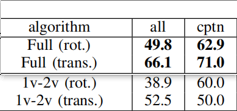 algorithm all cptn
Full (rot.) 49.8 62.9
Full (trans.) 66.1 71.0
1v-2v (rot.) 38.9 60.0
1v-2v (trans.) 52.5 50.0